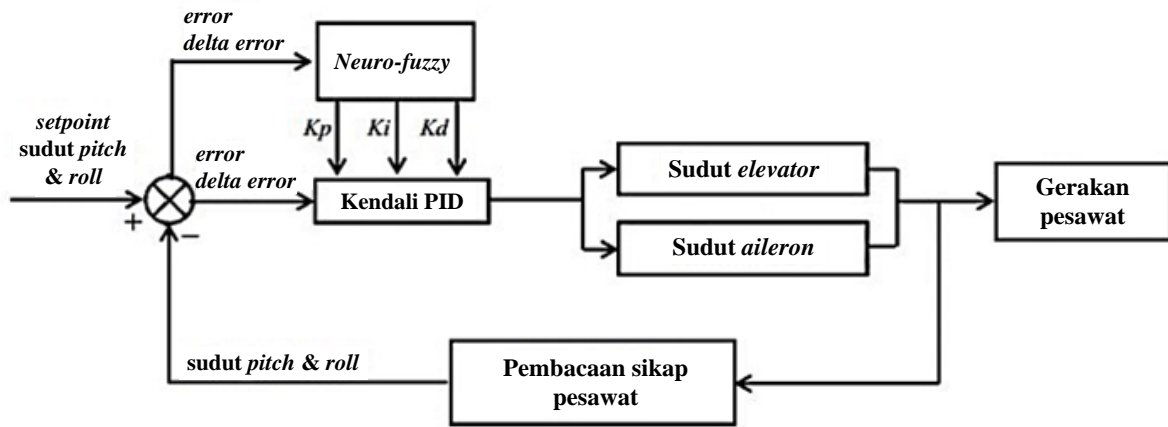 error
delta error
Neuro-fuzzy
Kp Ki Kd
setpoint
sudut pitch
& roll
error
delta error
Kendali PID
+
−
Sudut elevator
Sudut aileron
Gerakan
pesawat
sudut pitch & roll
Pembacaan sikap
pesawat